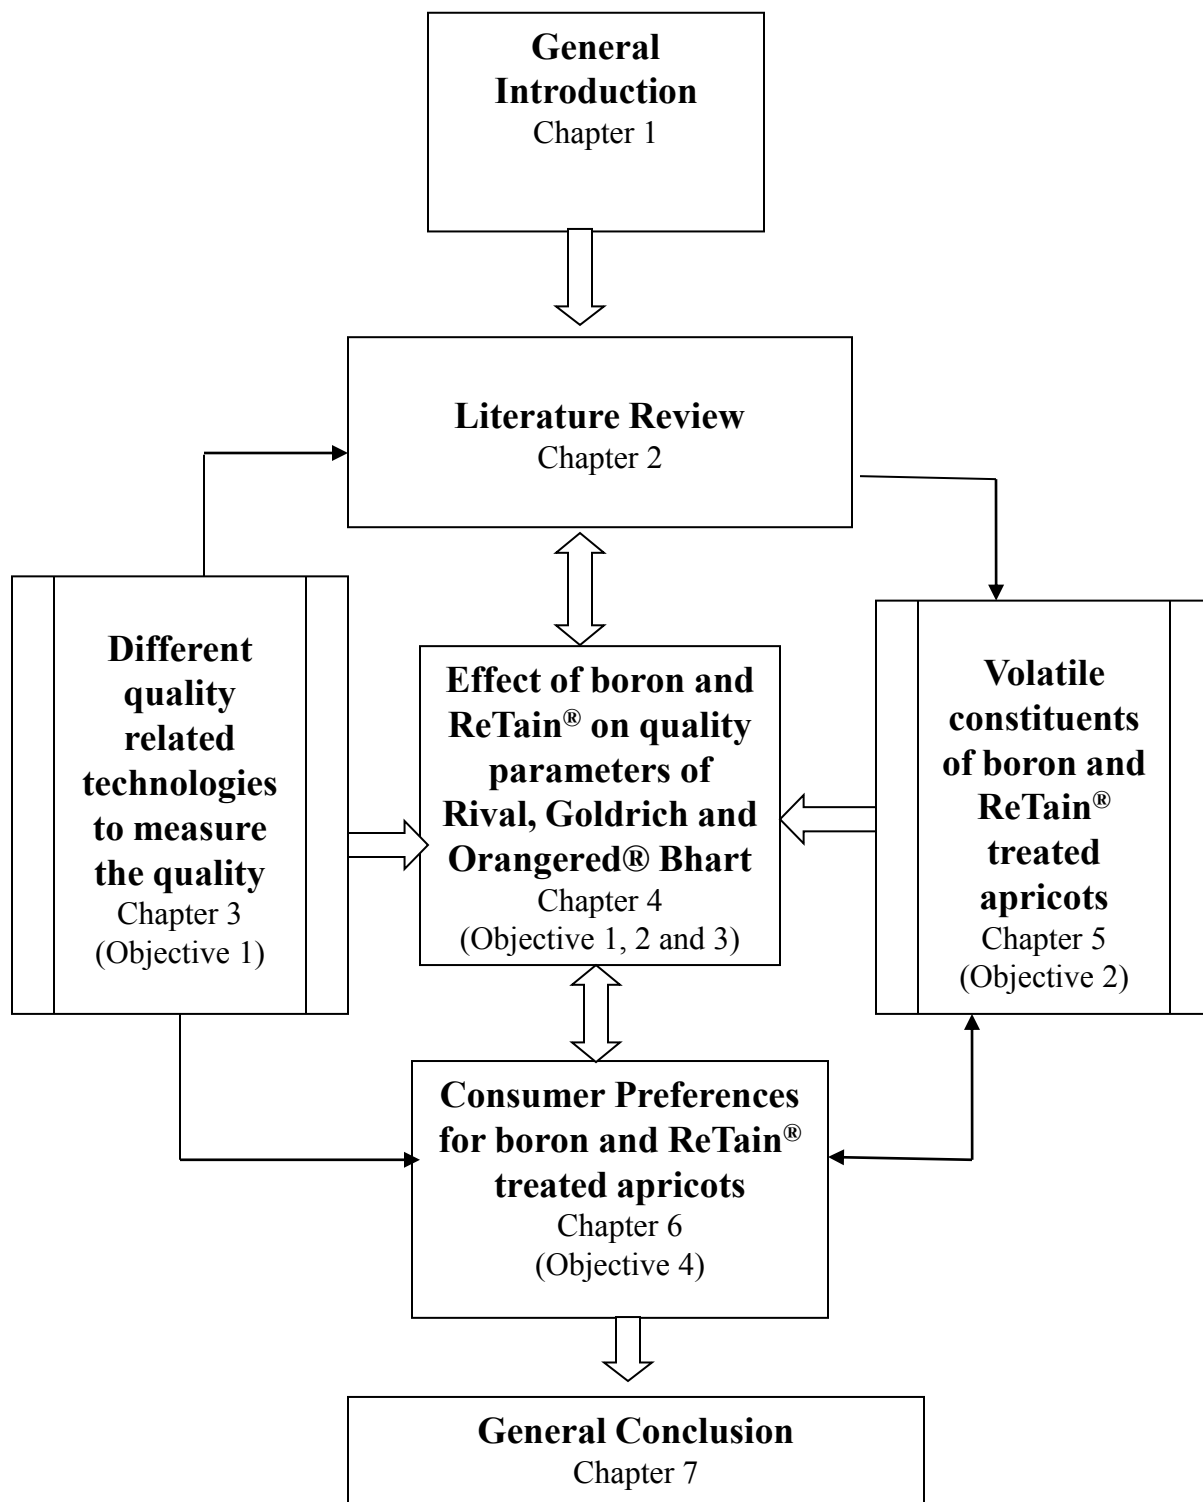 General
Introduction
Chapter 1
Literature Review
Chapter 2
Different
quality
related
technologies
to measure
the quality
Chapter 3
(Objective 1)
Effect of boron and
ReTain® on quality
parameters of
Rival, Goldrich and
Orangered® Bhart
Chapter 4
(Objective 1, 2 and 3)
Volatile
constituents
of boron and
ReTain®
treated
apricots
Chapter 5
(Objective 2)
Consumer Preferences
for boron and ReTain®
treated apricots
Chapter 6
(Objective 4)
General Conclusion
Chapter 7